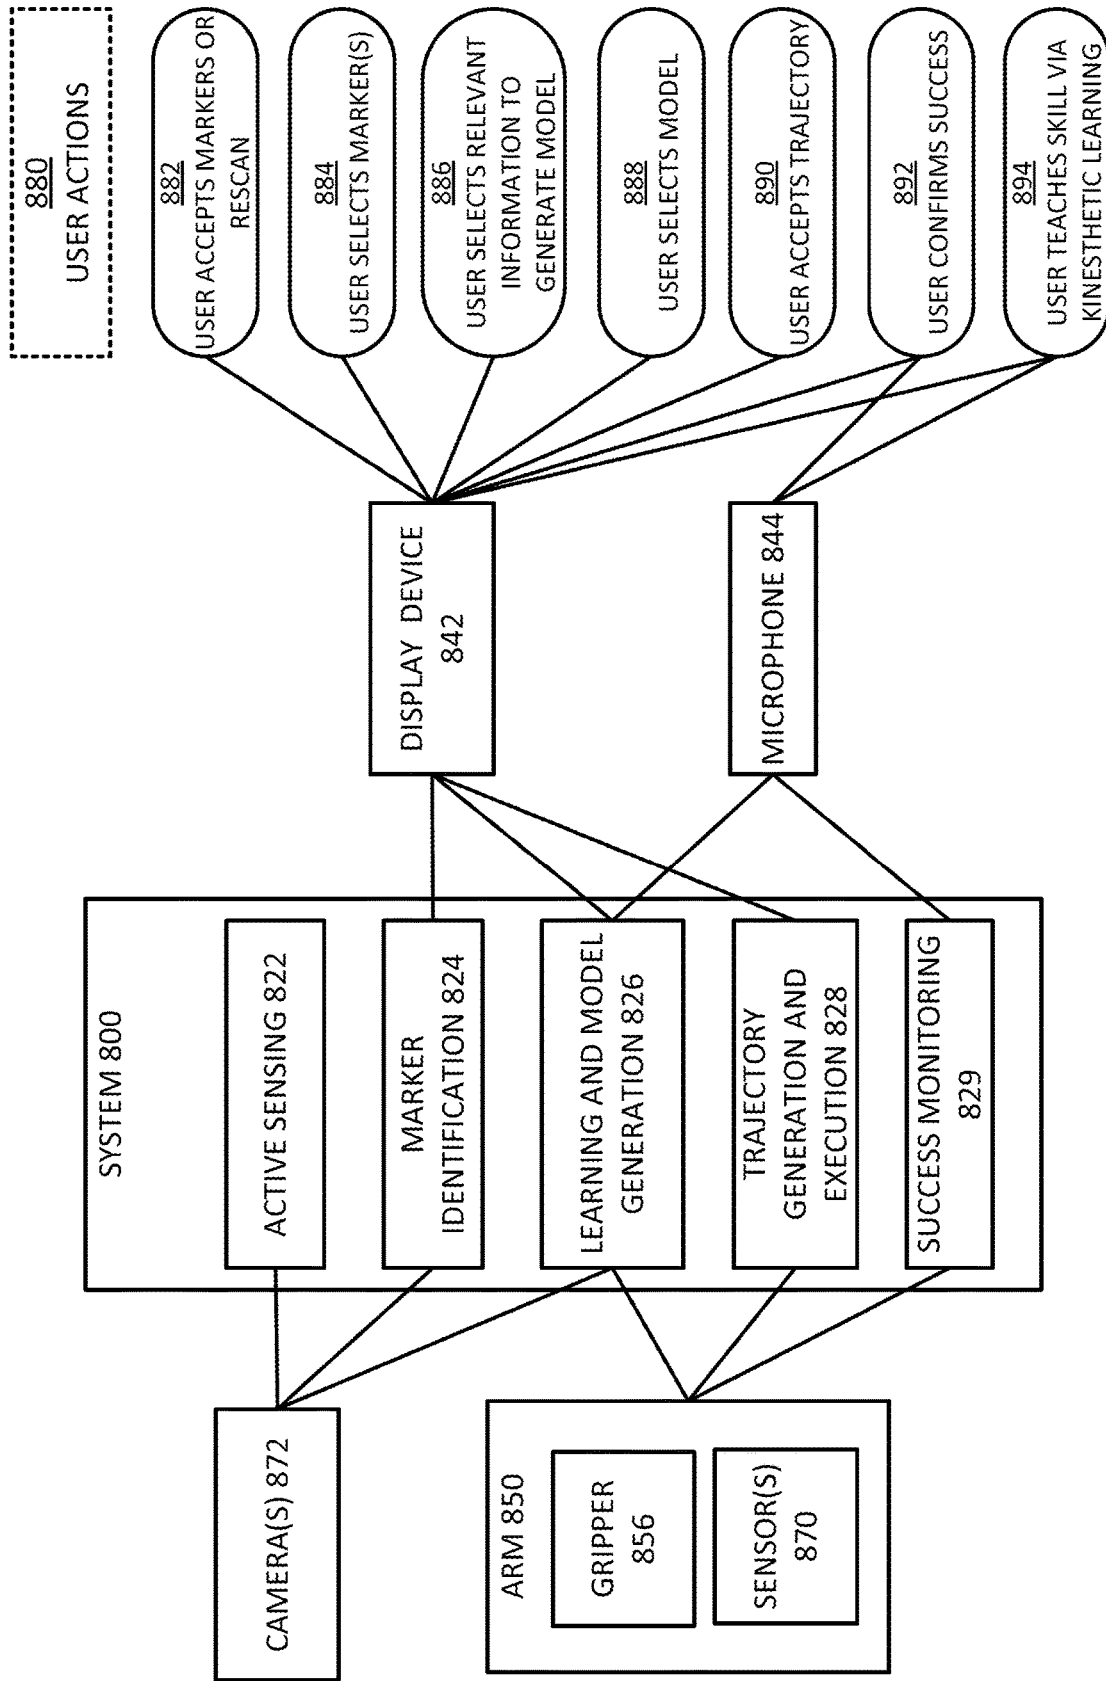 CAMERA(S) 872
ARM 850
GRIPPER
856
SENSOR(S)
870
SYSTEM 800
ACTIVE SENSING 822
MARKER
IDENTIFICATION 824
LEARNING AND MODEL
GENERATION 826
TRAJECTORY
GENERATION AND
EXECUTION 828
SUCCESS MONITORING
829
DISPLAY DEVICE
842
MICROPHONE 844
880
USER ACTIONS
882
USER ACCEPTS MARKERS OR
RESCAN
884
USER SELECTS MARKER(S)
886
USER SELECTS RELEVANT
INFORMATION TO
GENERATE MODEL
888
USER SELECTS MODEL
890
USER ACCEPTS TRAJECTORY
892
USER CONFIRMS SUCCESS
894
USER TEACHES SKILL VIA
KINESTHETIC LEARNING